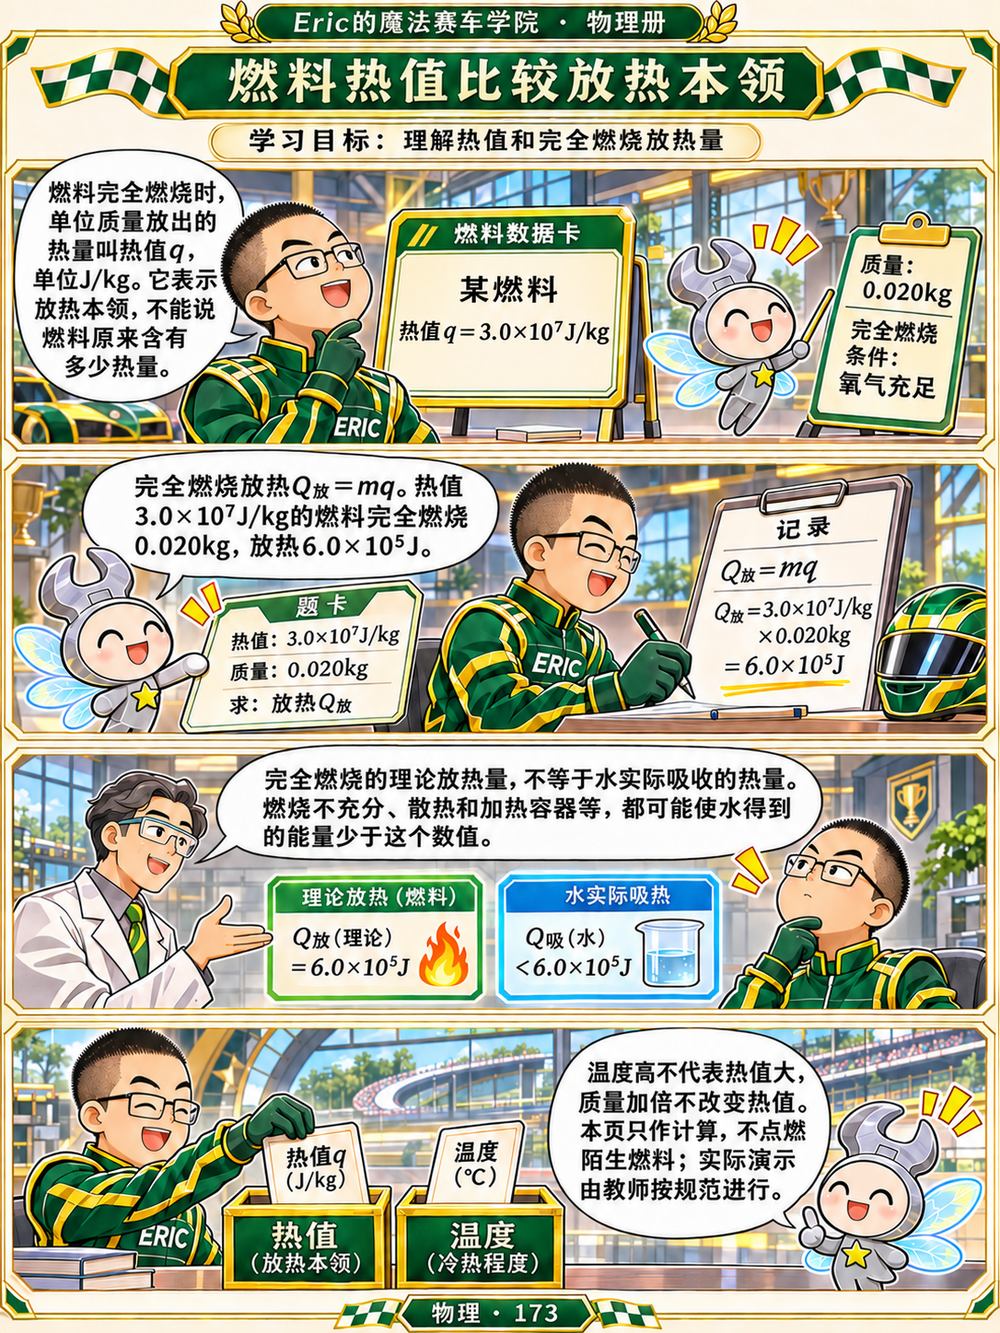 Eric的魔法赛车学院 · 物理册
燃料热值比较放热本领
学习目标：理解热值和完全燃烧放热量
燃料完全燃烧时，
单位质量放出的
热量叫热值q，
单位J/kg。它表示
放热本领，不能说
燃料原来含有
多少热量。
ERIC
燃料数据卡
某燃料
热值q=3.0×10⁷J/kg
质量：
0.020kg
完全燃烧
条件：
氧气充足
完全燃烧放热Q放=mq。热值
3.0×10⁷J/kg的燃料完全燃烧
0.020kg，放热6.0×10⁵J。
题卡
热值：3.0×10⁷J/kg
质量：0.020kg
求：放热Q放
ERIC
记录
Q放=mq
Q放=3.0×10⁷J/kg
×0.020kg
=6.0×10⁵J
完全燃烧的理论放热量，不等于水实际吸收的热量。
燃烧不充分、散热和加热容器等，都可能使水得到
的能量少于这个数值。
理论放热（燃料）
Q放（理论）
=6.0×10⁵J
水实际吸热
Q吸（水）
<6.0×10⁵J
ERIC
热值q
(J/kg)
热值
（放热本领）
温度
(℃)
温度
（冷热程度）
温度高不代表热值大，
质量加倍不改变热值。
本页只作计算，不点燃
陌生燃料；实际演示
由教师按规范进行。
物理 · 173